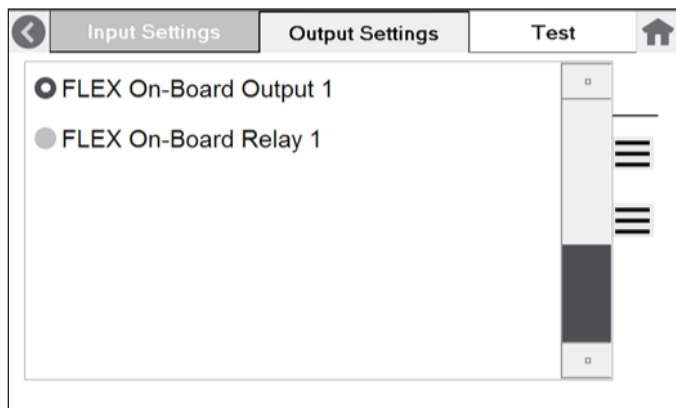 Input Settings
Output Settings
Test
FLEX On-Board Output 1
FLEX On-Board Relay 1